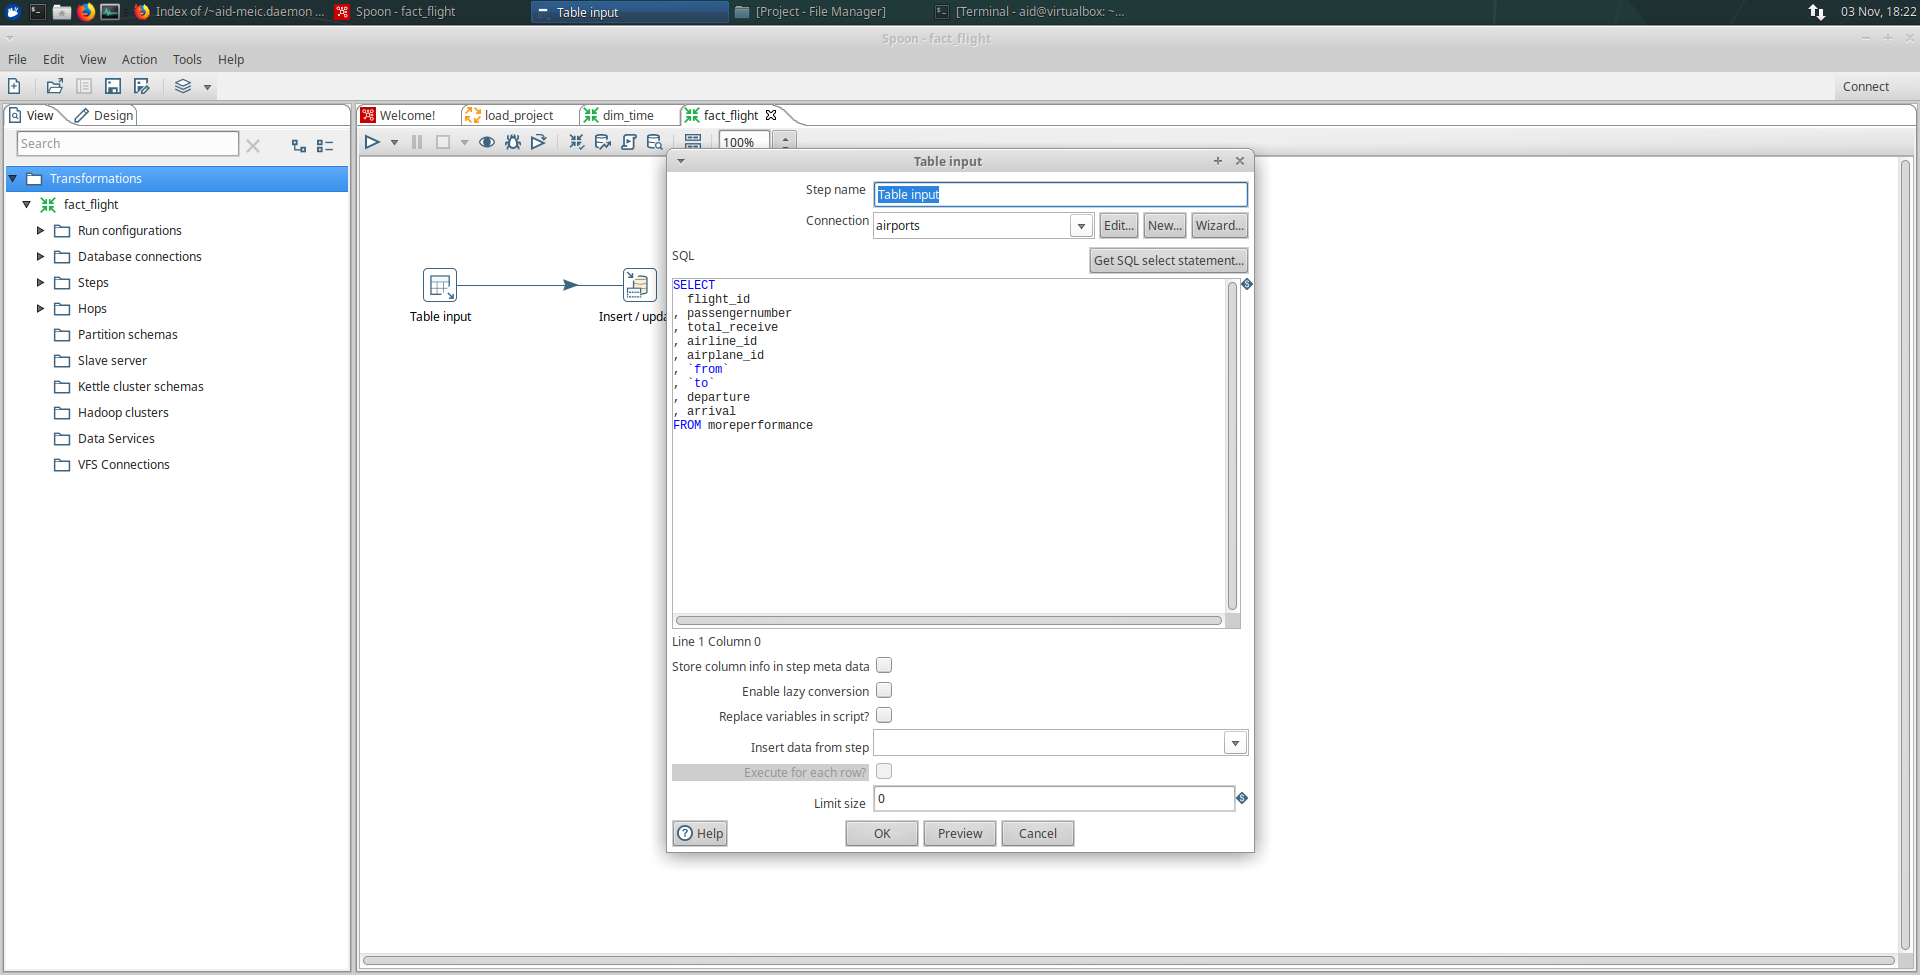 Index of /~aid-meic.daemon ...
Spoon - fact_flight
Table input
[Project - File Manager]
[Terminal - aid@virtualbox: ~...
03 Nov, 18:22
Spoon - fact_flight
File Edit View Action Tools Help
Connect
View
Design
Welcome!
load_project
dim_time
fact_flight
Search
100%
Transformations
fact_flight
Run configurations
Database connections
Steps
Hops
Partition schemas
Slave server
Kettle cluster schemas
Hadoop clusters
Data Services
VFS Connections
Table input
Insert / upda
Table input
Step name
Table input
Connection
airports
Edit...
New...
Wizard...
SQL
Get SQL select statement...
SELECT
  flight_id
, passengernumber
, total_receive
, airline_id
, airplane_id
, `from`
, `to`
, departure
, arrival
FROM moreperformance
Line 1 Column 0
Store column info in step meta data
Enable lazy conversion
Replace variables in script?
Insert data from step
Execute for each row?
Limit size
0
Help
OK
Preview
Cancel